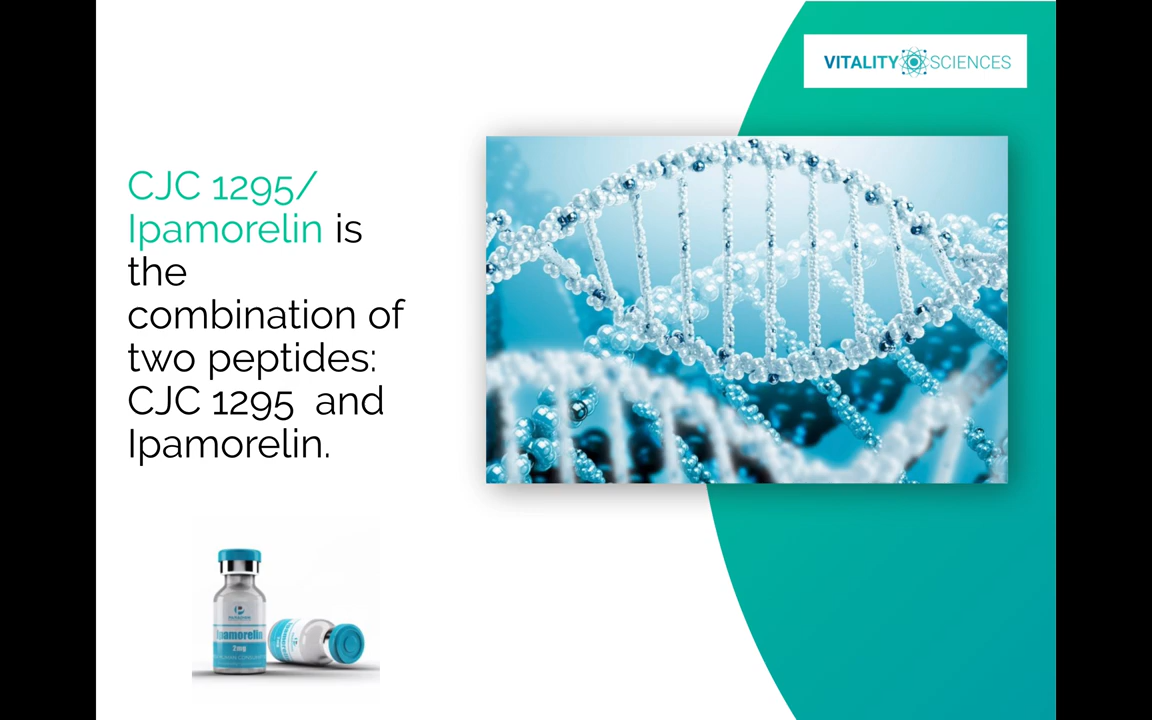 VITALITY SCIENCES
CJC 1295/
Ipamorelin is
the
combination of
two peptides:
CJC 1295 and
Ipamorelin.
Ipamorelin
2mg